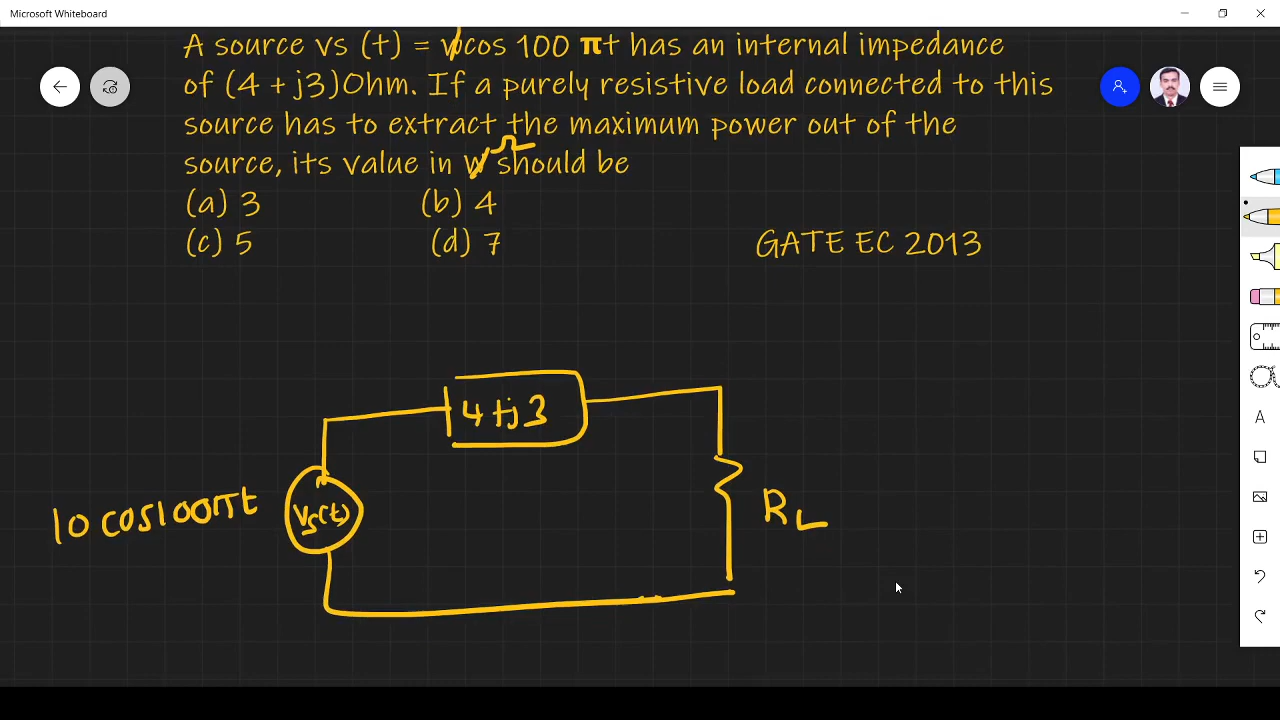 Microsoft Whiteboard
A source vs (t) = cos 100 πt has an internal impedance
of (4 + j3)Ohm. If a purely resistive load connected to this
source has to extract the maximum power out of the
source, its value in Ω should be
(a) 3 (b) 4
(c) 5 (d) 7 GATE EC 2013
4+j3
10 cos100πt
Vs(t)
RL
A